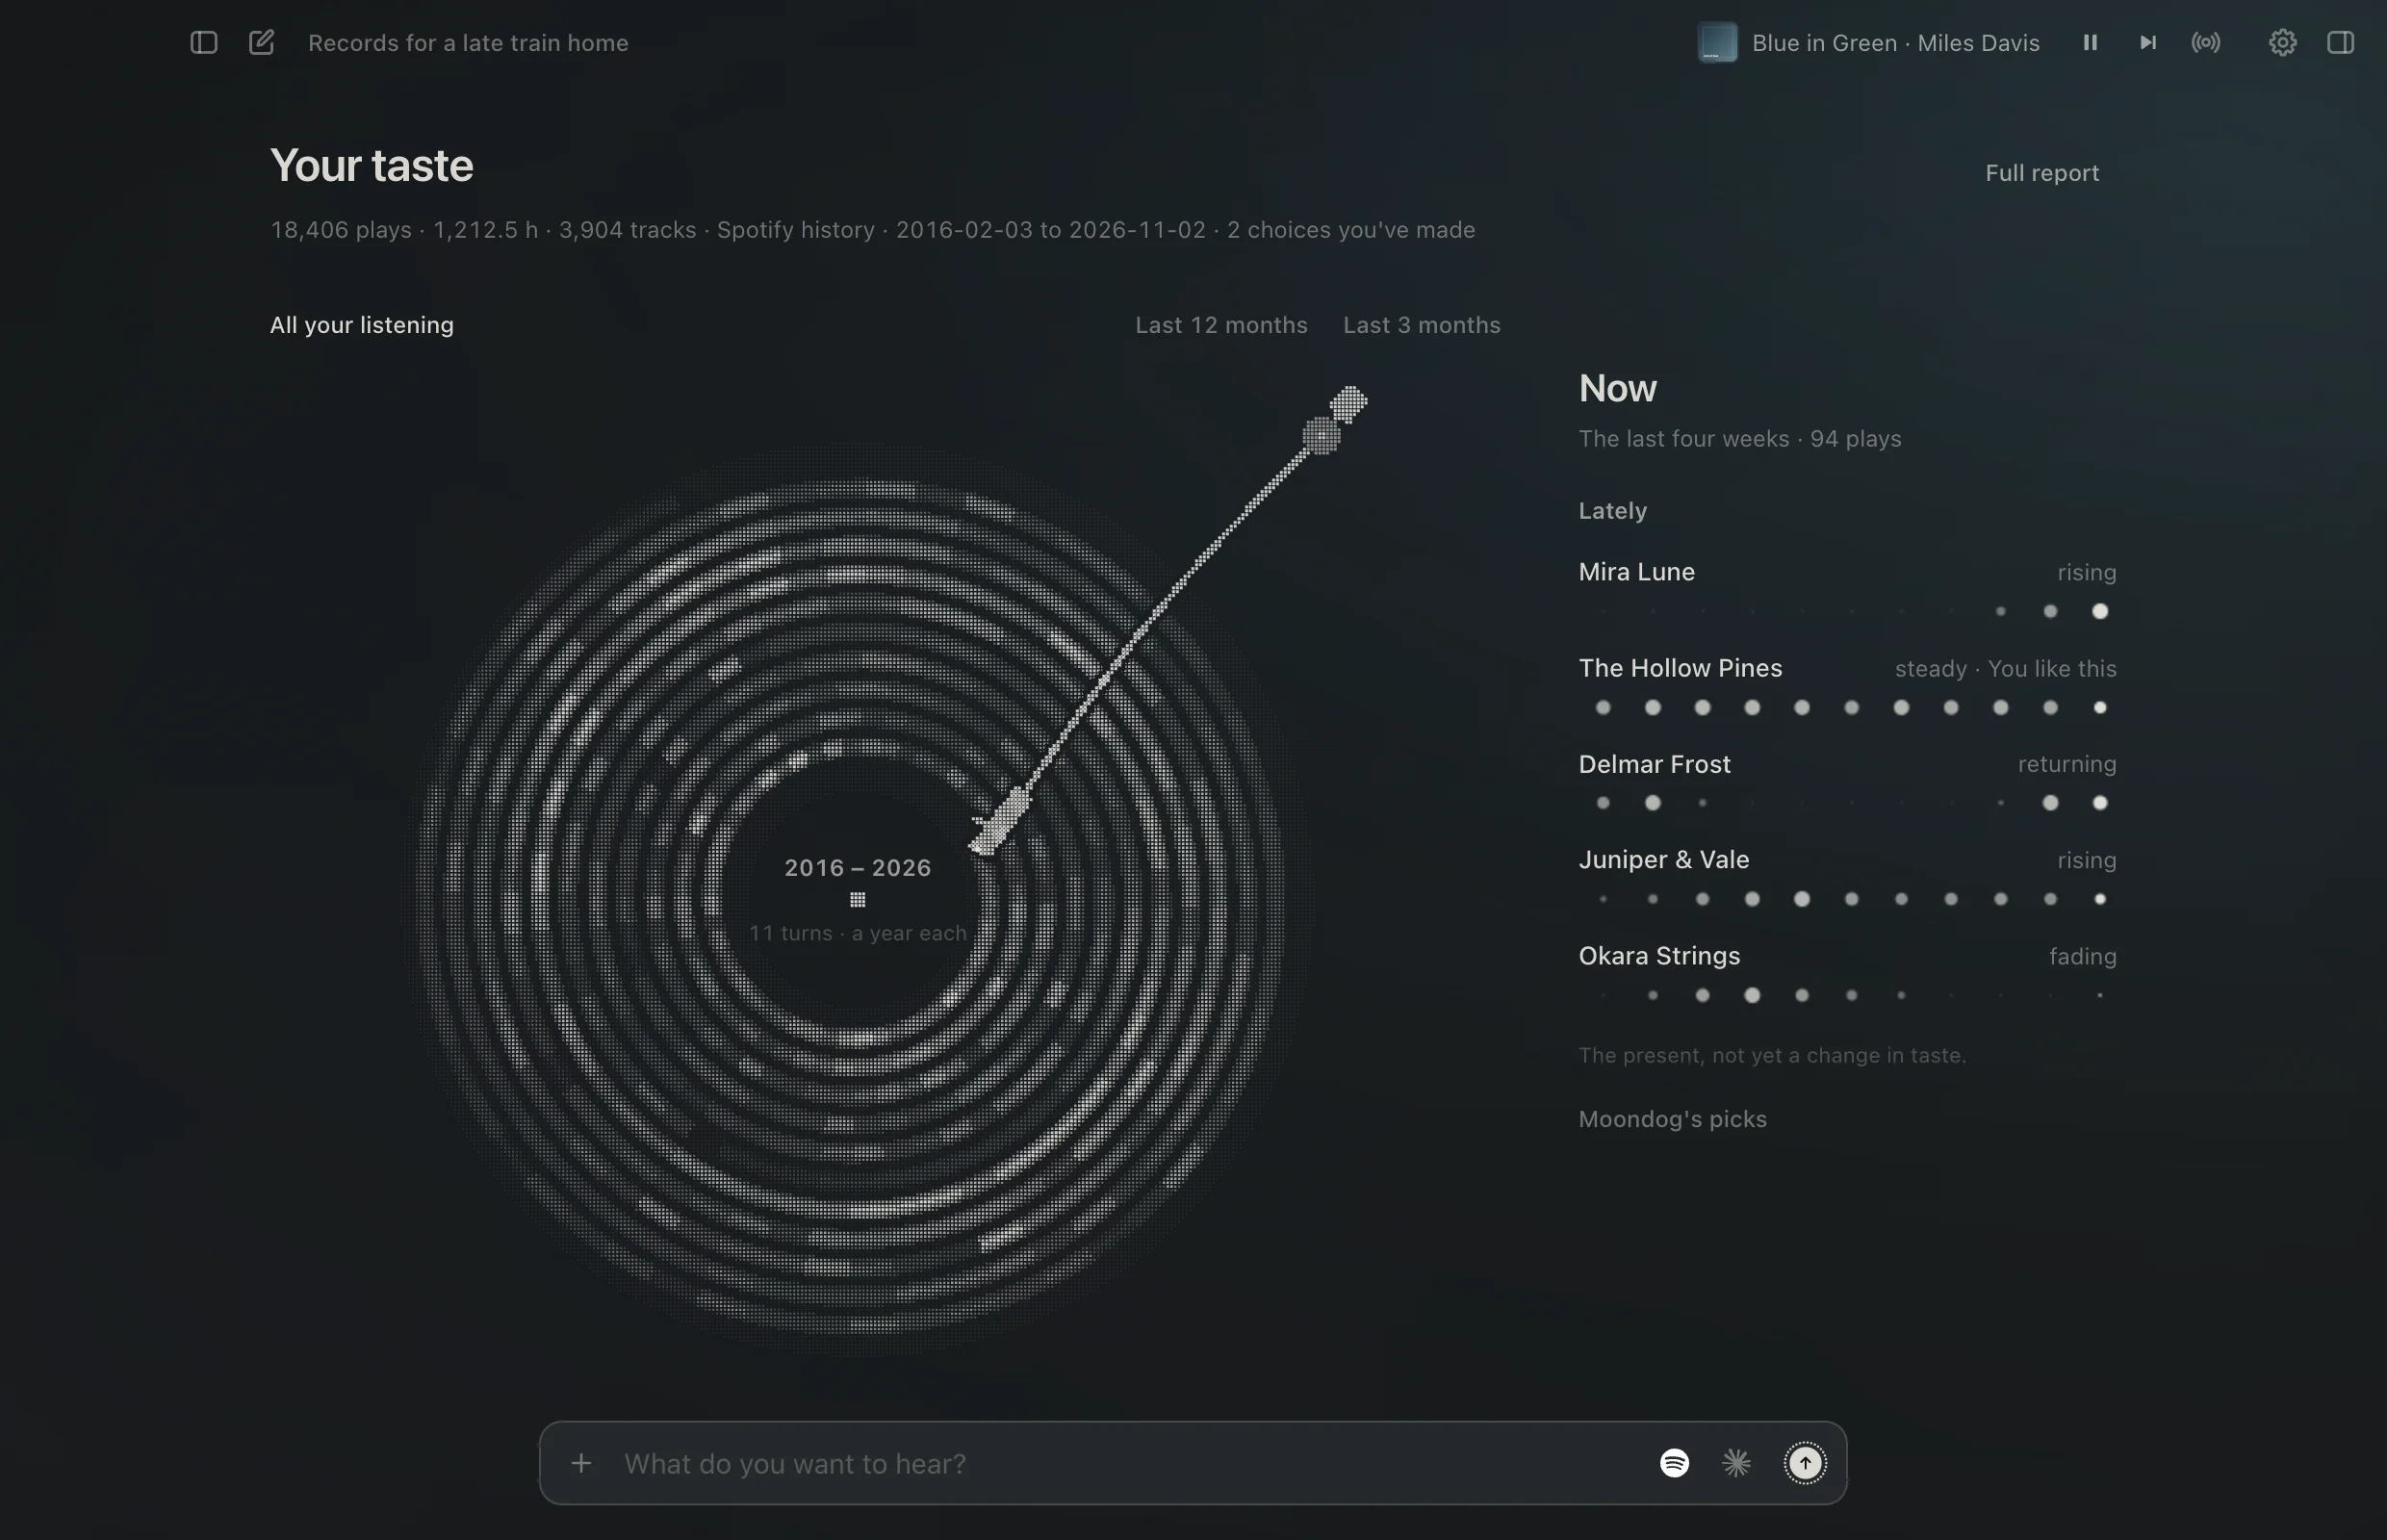 Records for a late train home
Blue in Green · Miles Davis
Your taste
Full report
18,406 plays · 1,212.5 h · 3,904 tracks · Spotify history · 2016-02-03 to 2026-11-02 · 2 choices you've made
All your listening
Last 12 months
Last 3 months
2016 – 2026
11 turns · a year each
Now
The last four weeks · 94 plays
Lately
Mira Lune
rising
The Hollow Pines
steady · You like this
Delmar Frost
returning
Juniper & Vale
rising
Okara Strings
fading
The present, not yet a change in taste.
Moondog's picks
What do you want to hear?